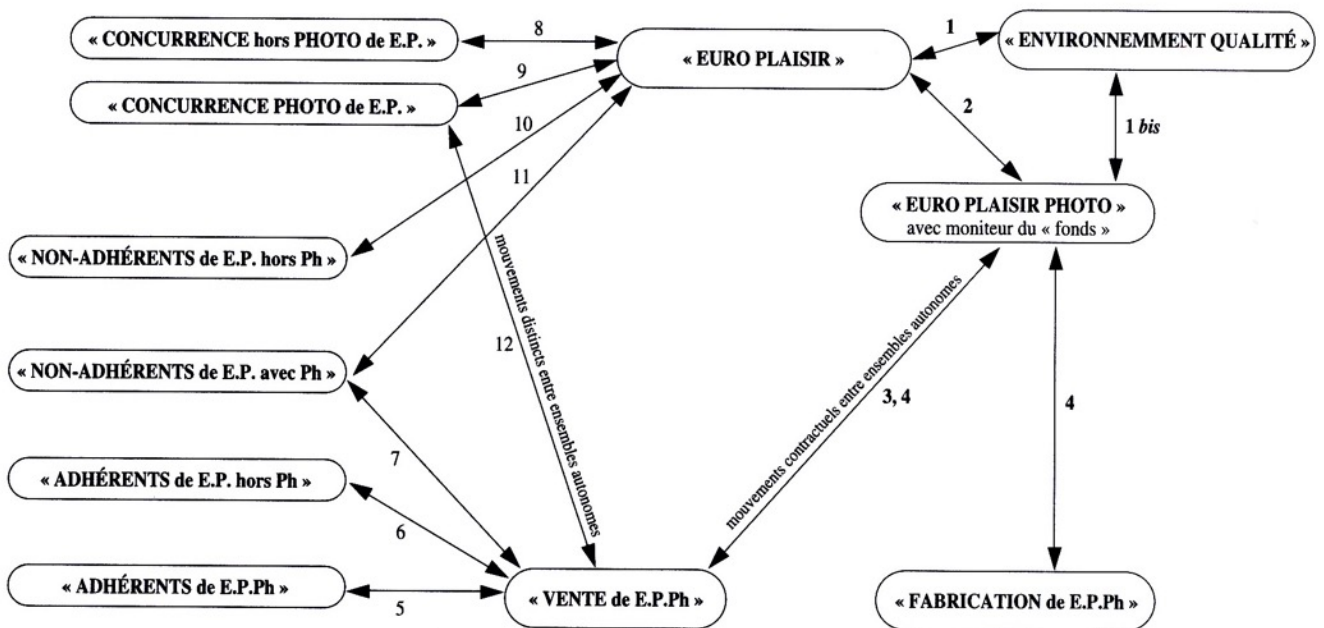 « CONCURRENCE hors PHOTO de E.P. »
8
« EURO PLAISIR »
1
« ENVIRONNEMMENT QUALITÉ »
« CONCURRENCE PHOTO de E.P. »
9
10
2
1 bis
11
« EURO PLAISIR PHOTO »
avec moniteur du « fonds »
« NON-ADHÉRENTS de E.P. hors Ph »
mouvements distincts entre ensembles autonomes
12
mouvements contractuels entre ensembles autonomes
3, 4
4
« NON-ADHÉRENTS de E.P. avec Ph »
7
« ADHÉRENTS de E.P. hors Ph »
6
« ADHÉRENTS de E.P.Ph »
5
« VENTE de E.P.Ph »
« FABRICATION de E.P.Ph »